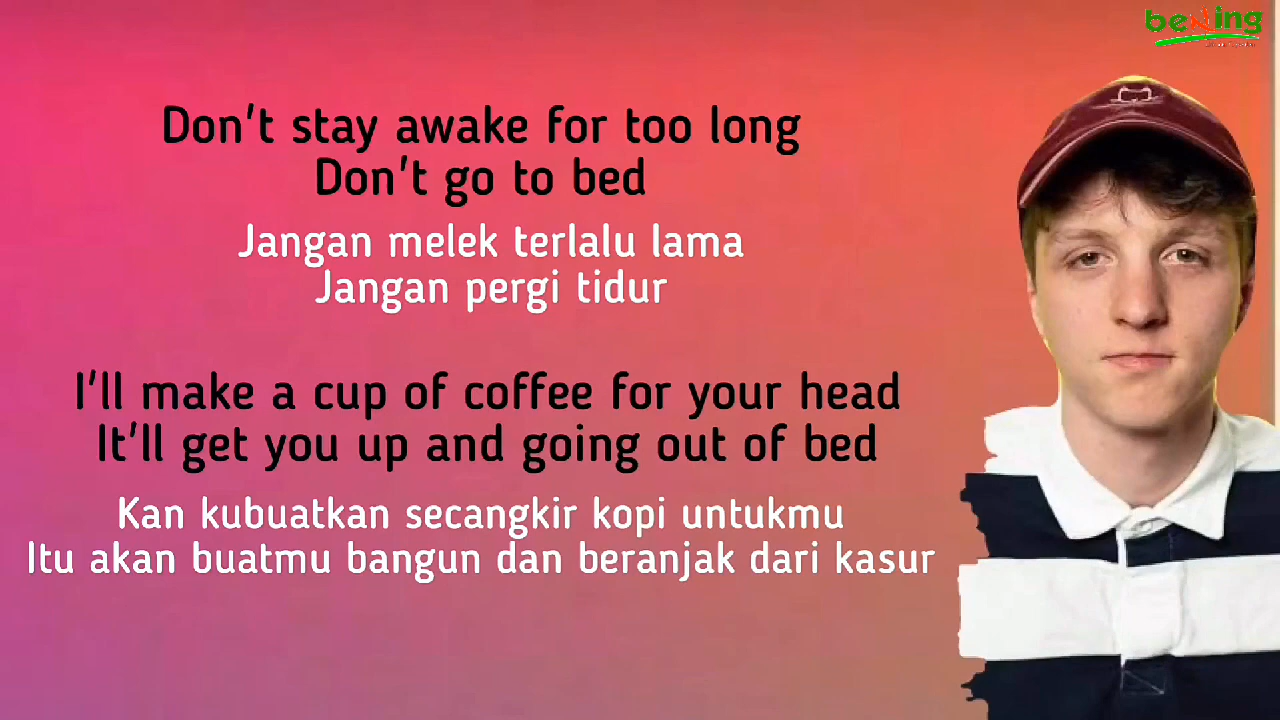 bening
Don't stay awake for too long
Don't go to bed
Jangan melek terlalu lama
Jangan pergi tidur
I'll make a cup of coffee for your head
It'll get you up and going out of bed
Kan kubuatkan secangkir kopi untukmu
Itu akan buatmu bangun dan beranjak dari kasur